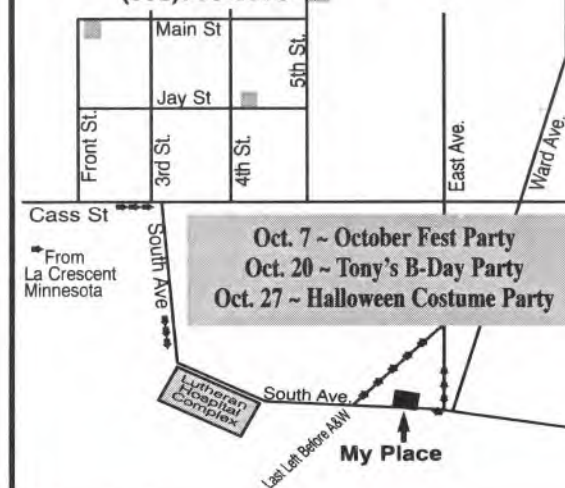 Main St
5th St.
Jay St
Front St.
3rd St.
4th St.
East Ave.
Ward Ave.
Cass St
From
La Crescent
Minnesota
South Ave
Oct. 7 ~ October Fest Party
Oct. 20 ~ Tony's B-Day Party
Oct. 27 ~ Halloween Costume Party
Lutheran
Hospital
Complex
South Ave.
Last Left Before A&W
My Place